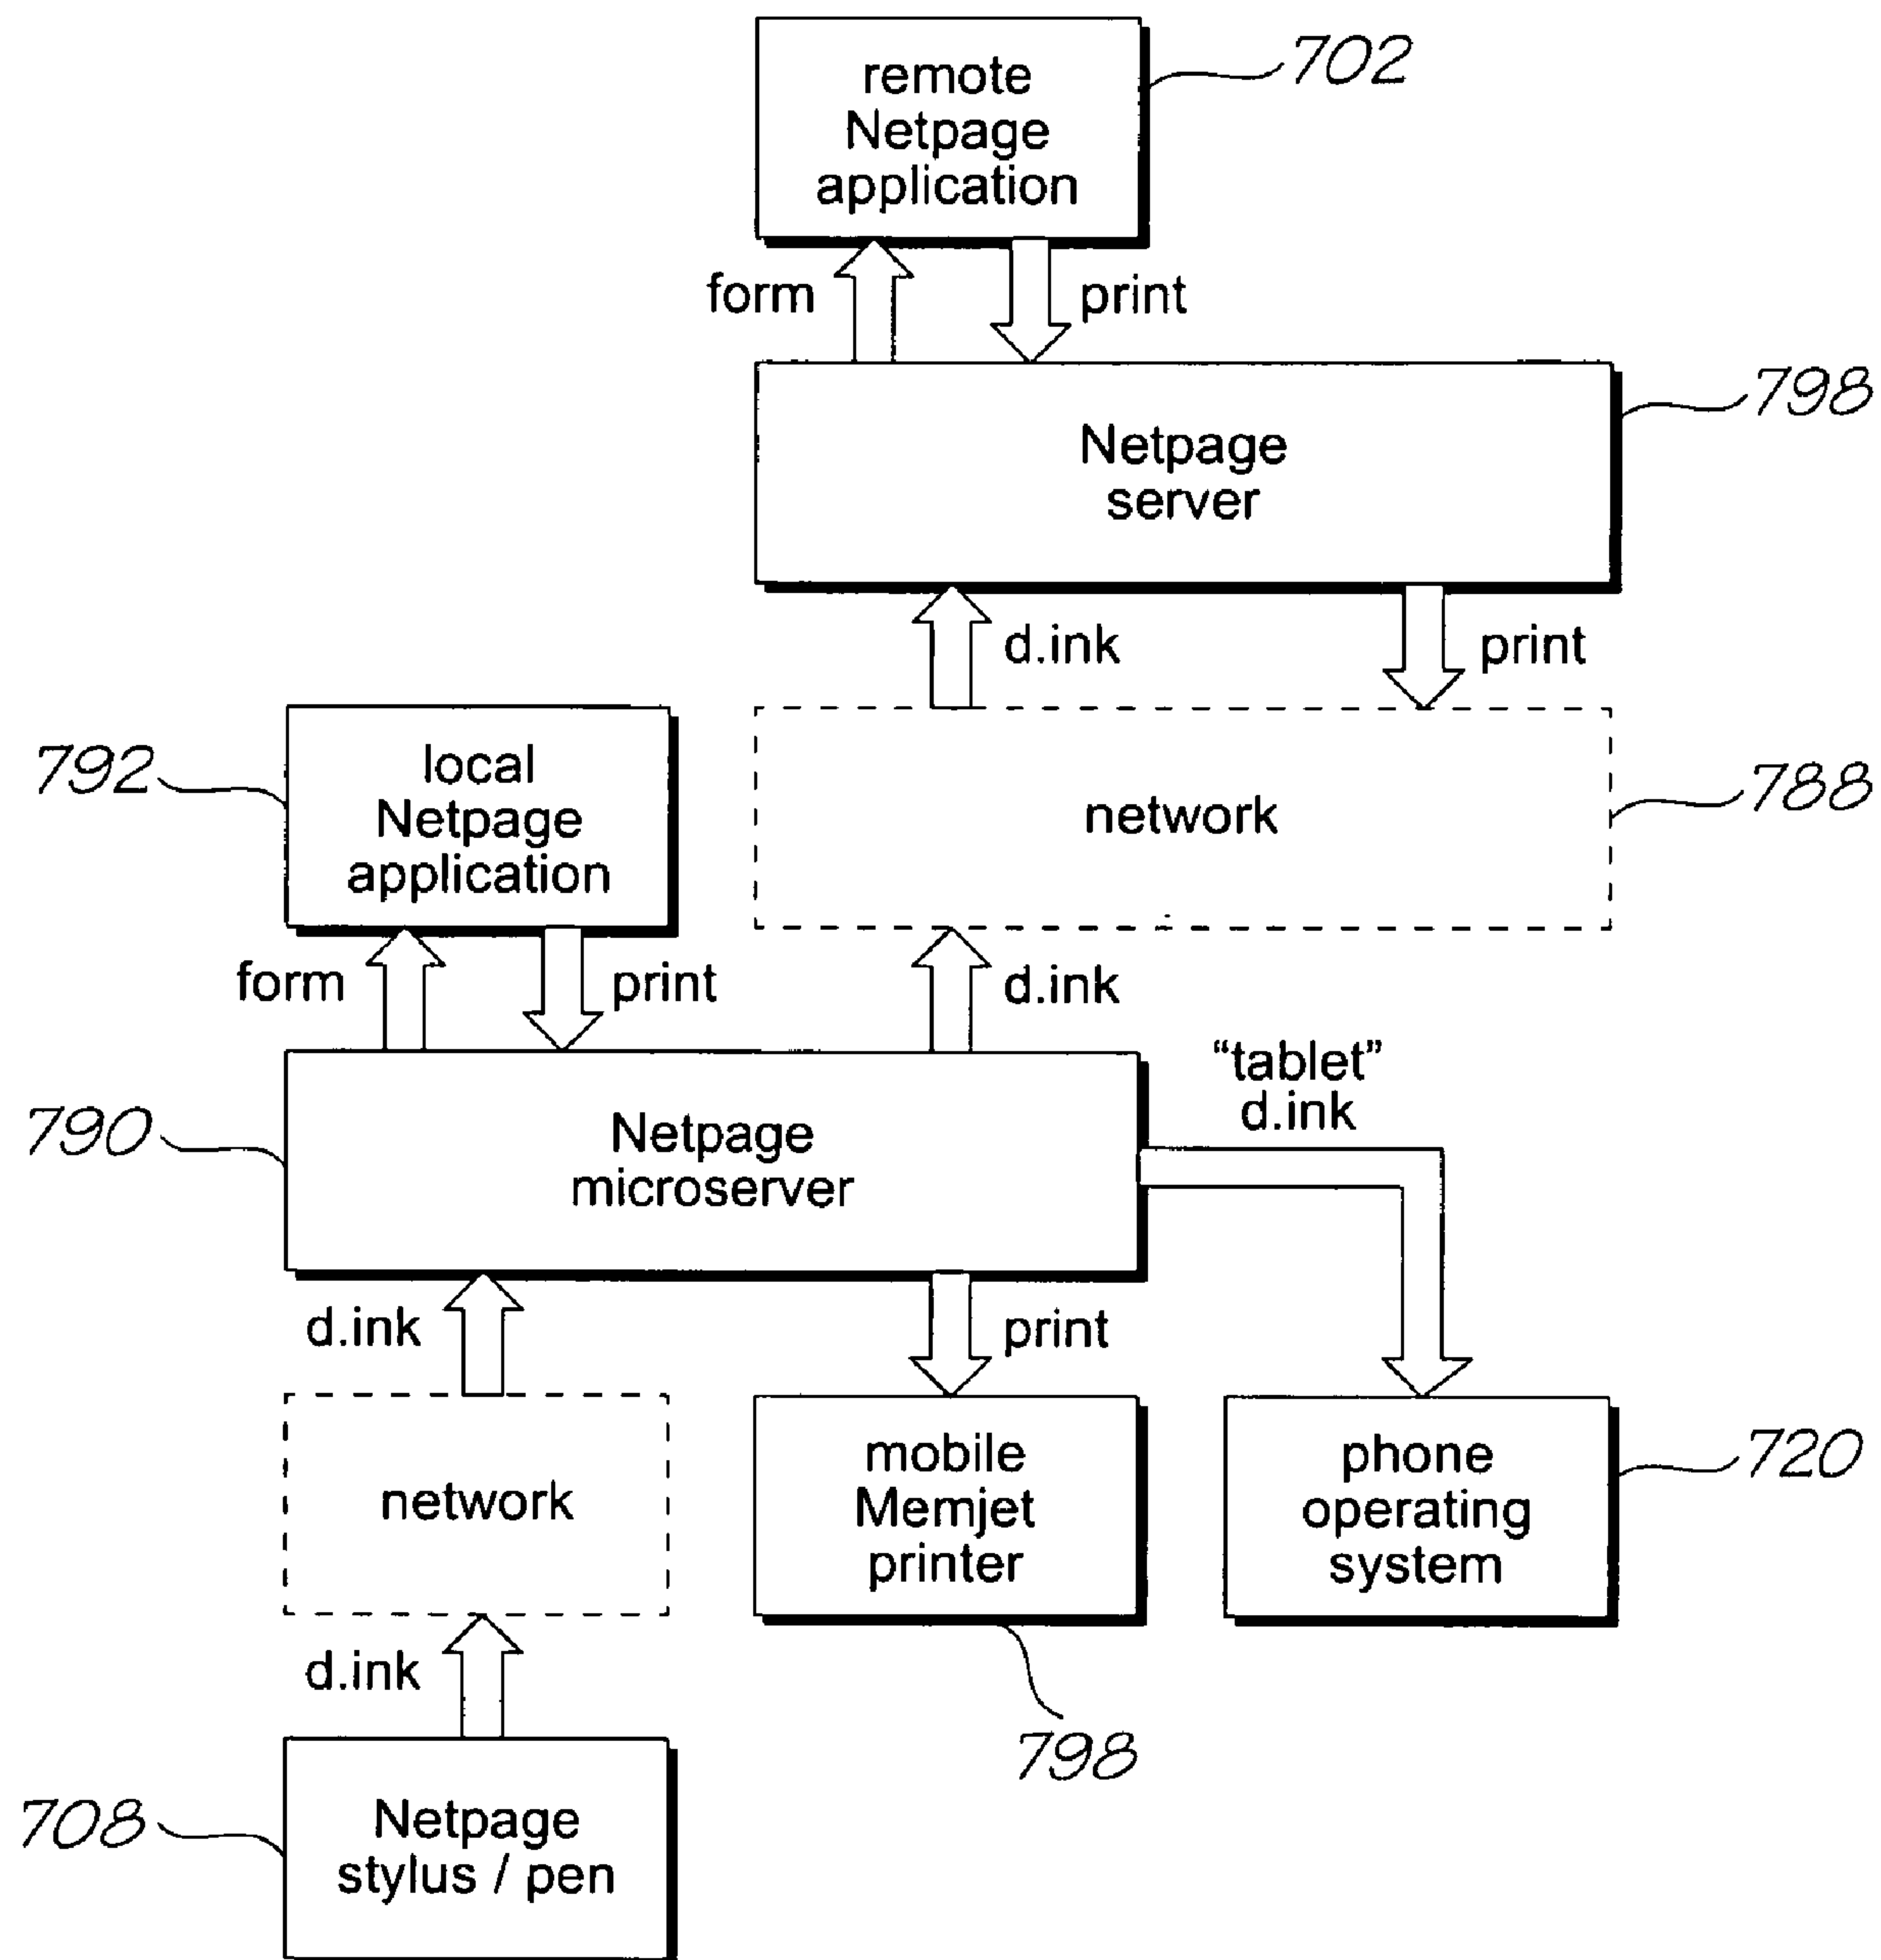 remote
Netpage
application
702
form
print
Netpage
server
798
d.ink
print
local
Netpage
application
792
network
788
form
print
d.ink
Netpage
microserver
790
“tablet”
d.ink
d.ink
print
network
mobile
Memjet
printer
798
phone
operating
system
720
d.ink
Netpage
stylus / pen
708